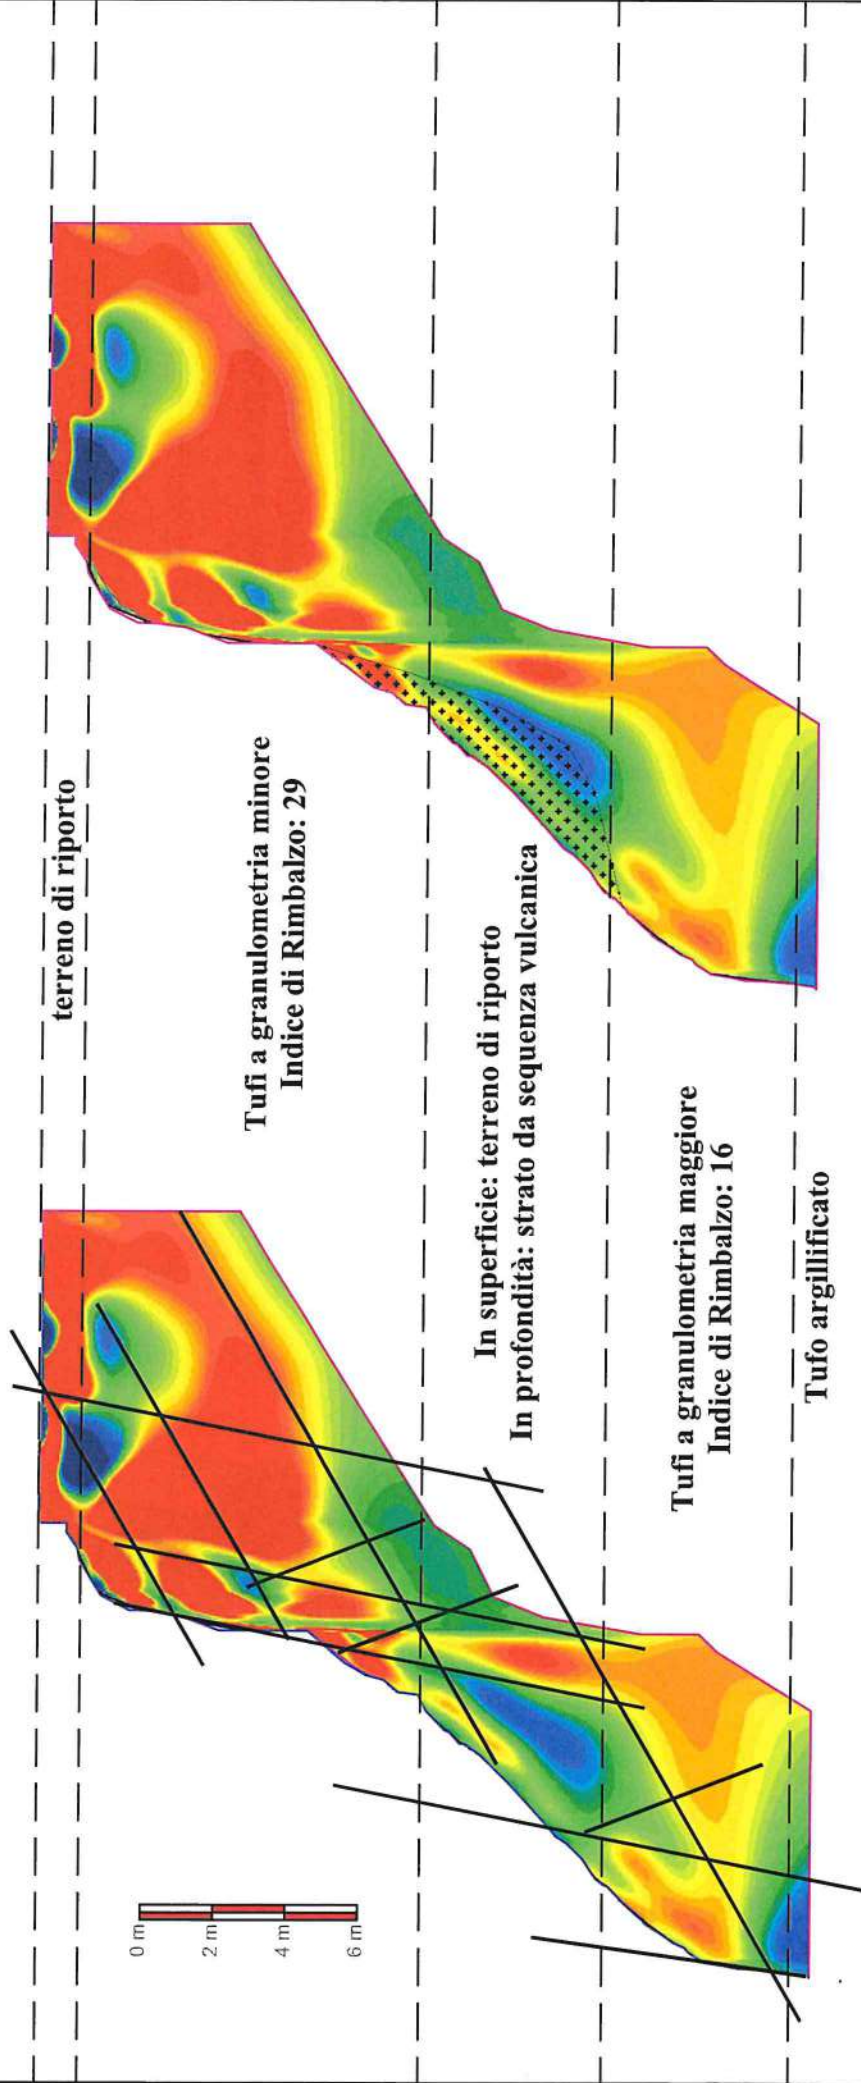 terreno di riporto
Tufi a granulometria minore
Indice di Rimbalzo: 29
In superficie: terreno di riporto
In profondità: strato da sequenza vulcanica
Tufi a granulometria maggiore
Indice di Rimbalzo: 16
Tufo argillificato
0 m
2 m
4 m
6 m